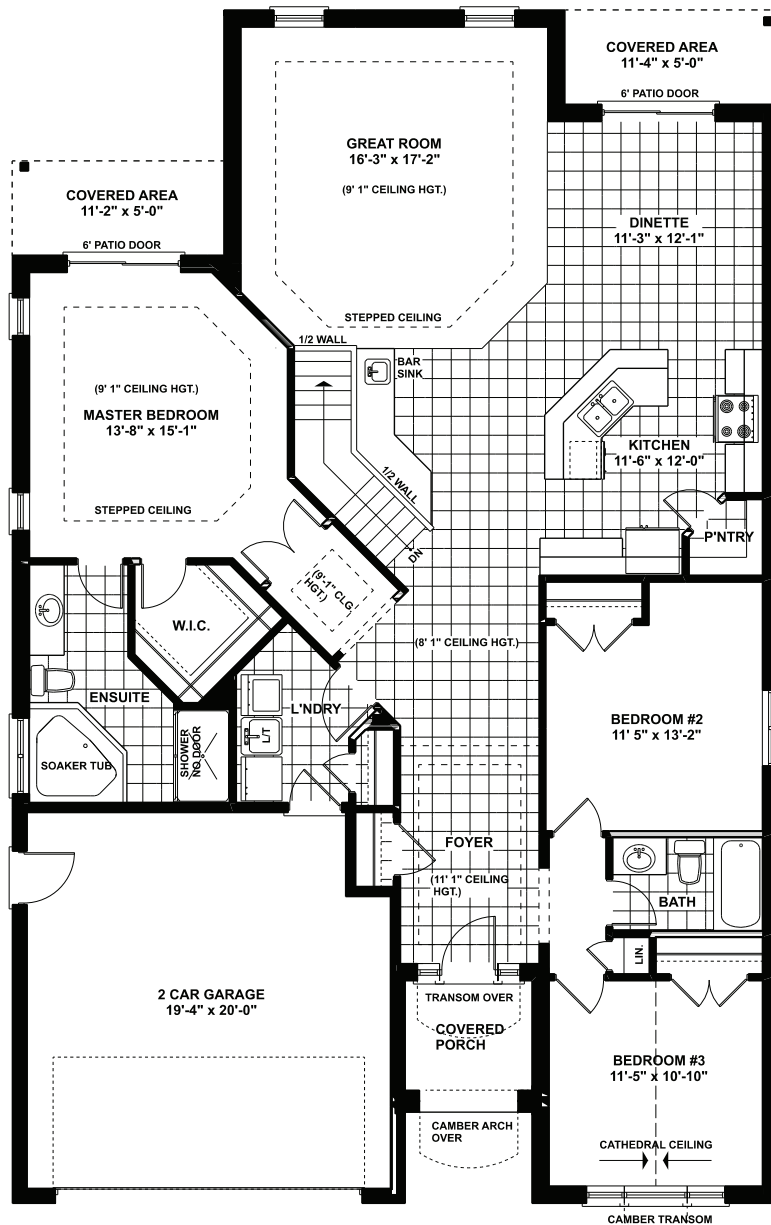 COVERED AREA
11'-4" x 5'-0"
6' PATIO DOOR
GREAT ROOM
16'-3" x 17'-2"
(9' 1" CEILING HGT.)
STEPPED CEILING
COVERED AREA
11'-2" x 5'-0"
6' PATIO DOOR
DINETTE
11'-3" x 12'-1"
1/2 WALL
BAR
SINK
(9' 1" CEILING HGT.)
MASTER BEDROOM
13'-8" x 15'-1"
STEPPED CEILING
KITCHEN
11'-6" x 12'-0"
1/2 WALL
DN
P'NTRY
(9'-1" CLG.
HGT.)
W.I.C.
(8' 1" CEILING HGT.)
ENSUITE
L'NDRY
L/T
SOAKER TUB
SHOWER
NO DOOR
BEDROOM #2
11' 5" x 13'-2"
FOYER
(11' 1" CEILING
HGT.)
BATH
LIN.
2 CAR GARAGE
19'-4" x 20'-0"
TRANSOM OVER
COVERED
PORCH
BEDROOM #3
11'-5" x 10'-10"
CAMBER ARCH
OVER
CATHEDRAL CEILING
CAMBER TRANSOM